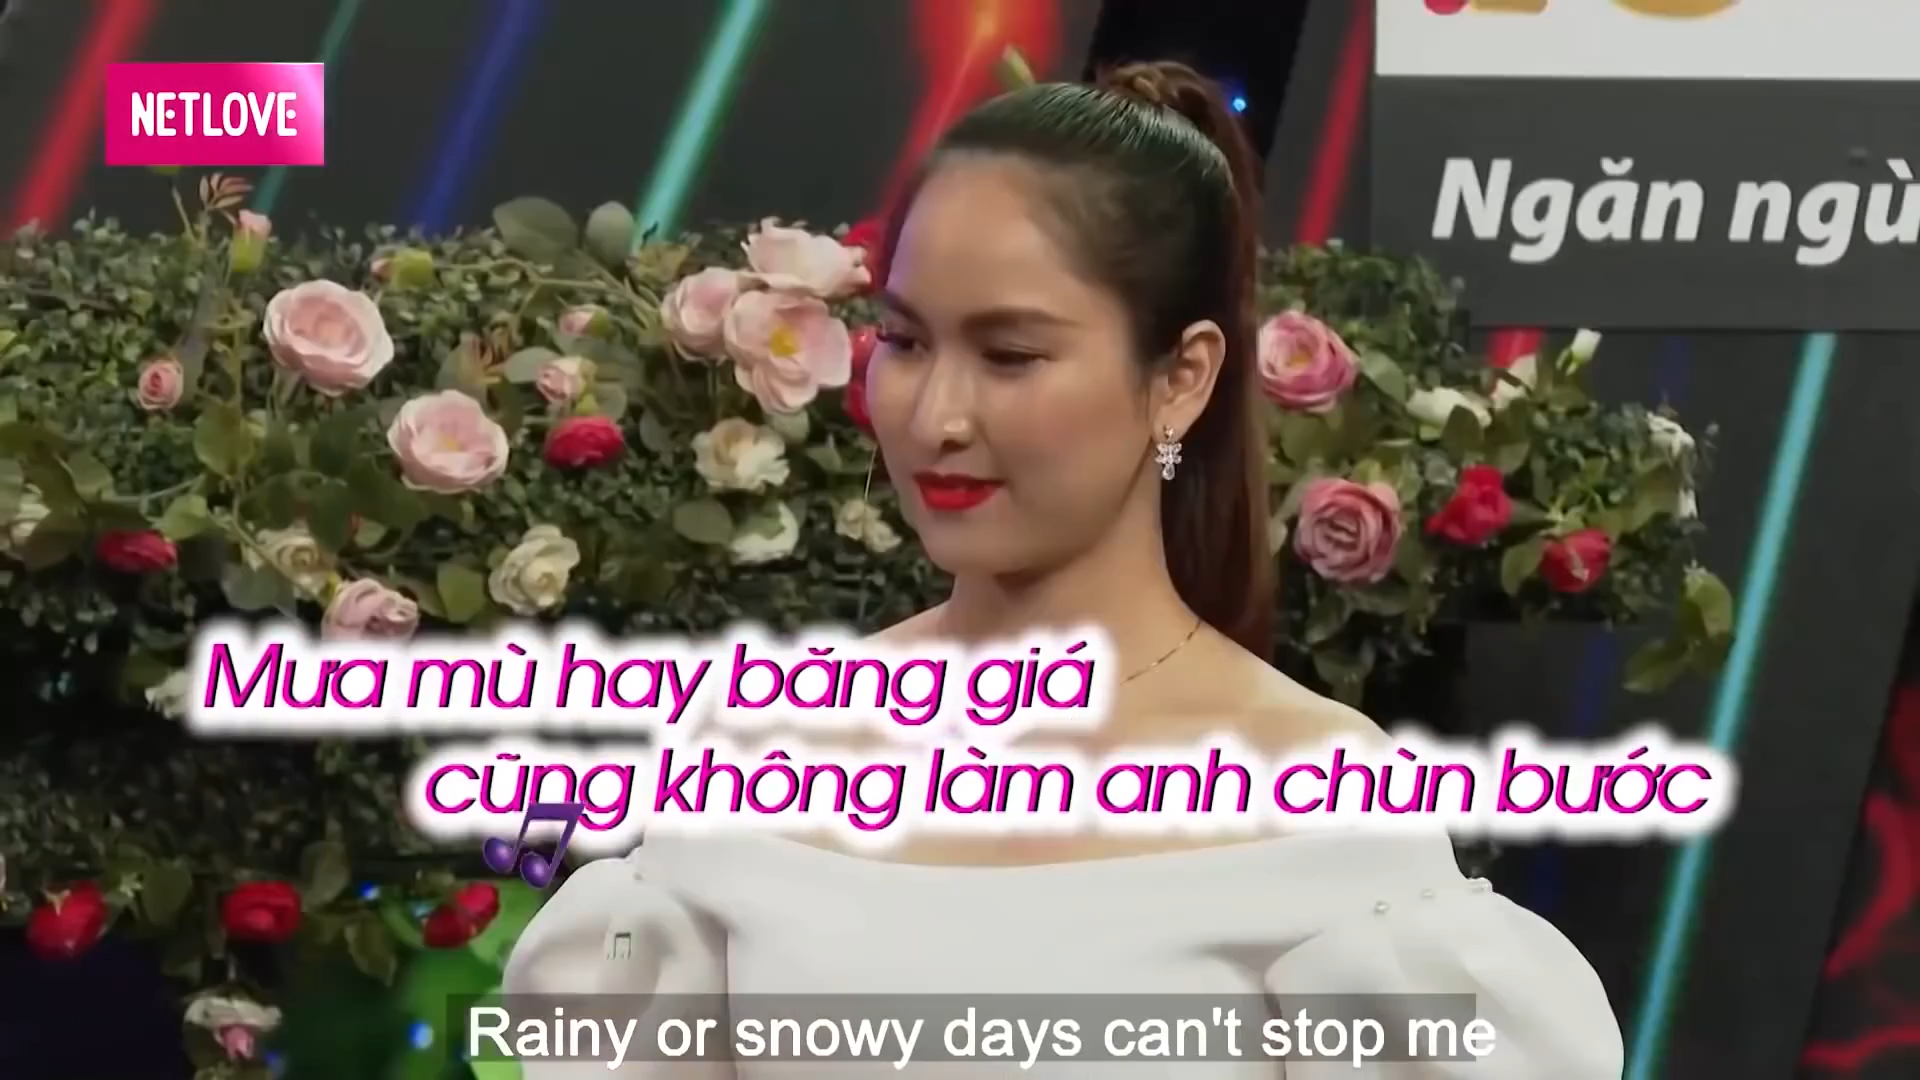 NETLOVE
Ngăn
Mưa mù hay băng giá
cũng không làm anh chùn bước
Rainy or snowy days can't stop me